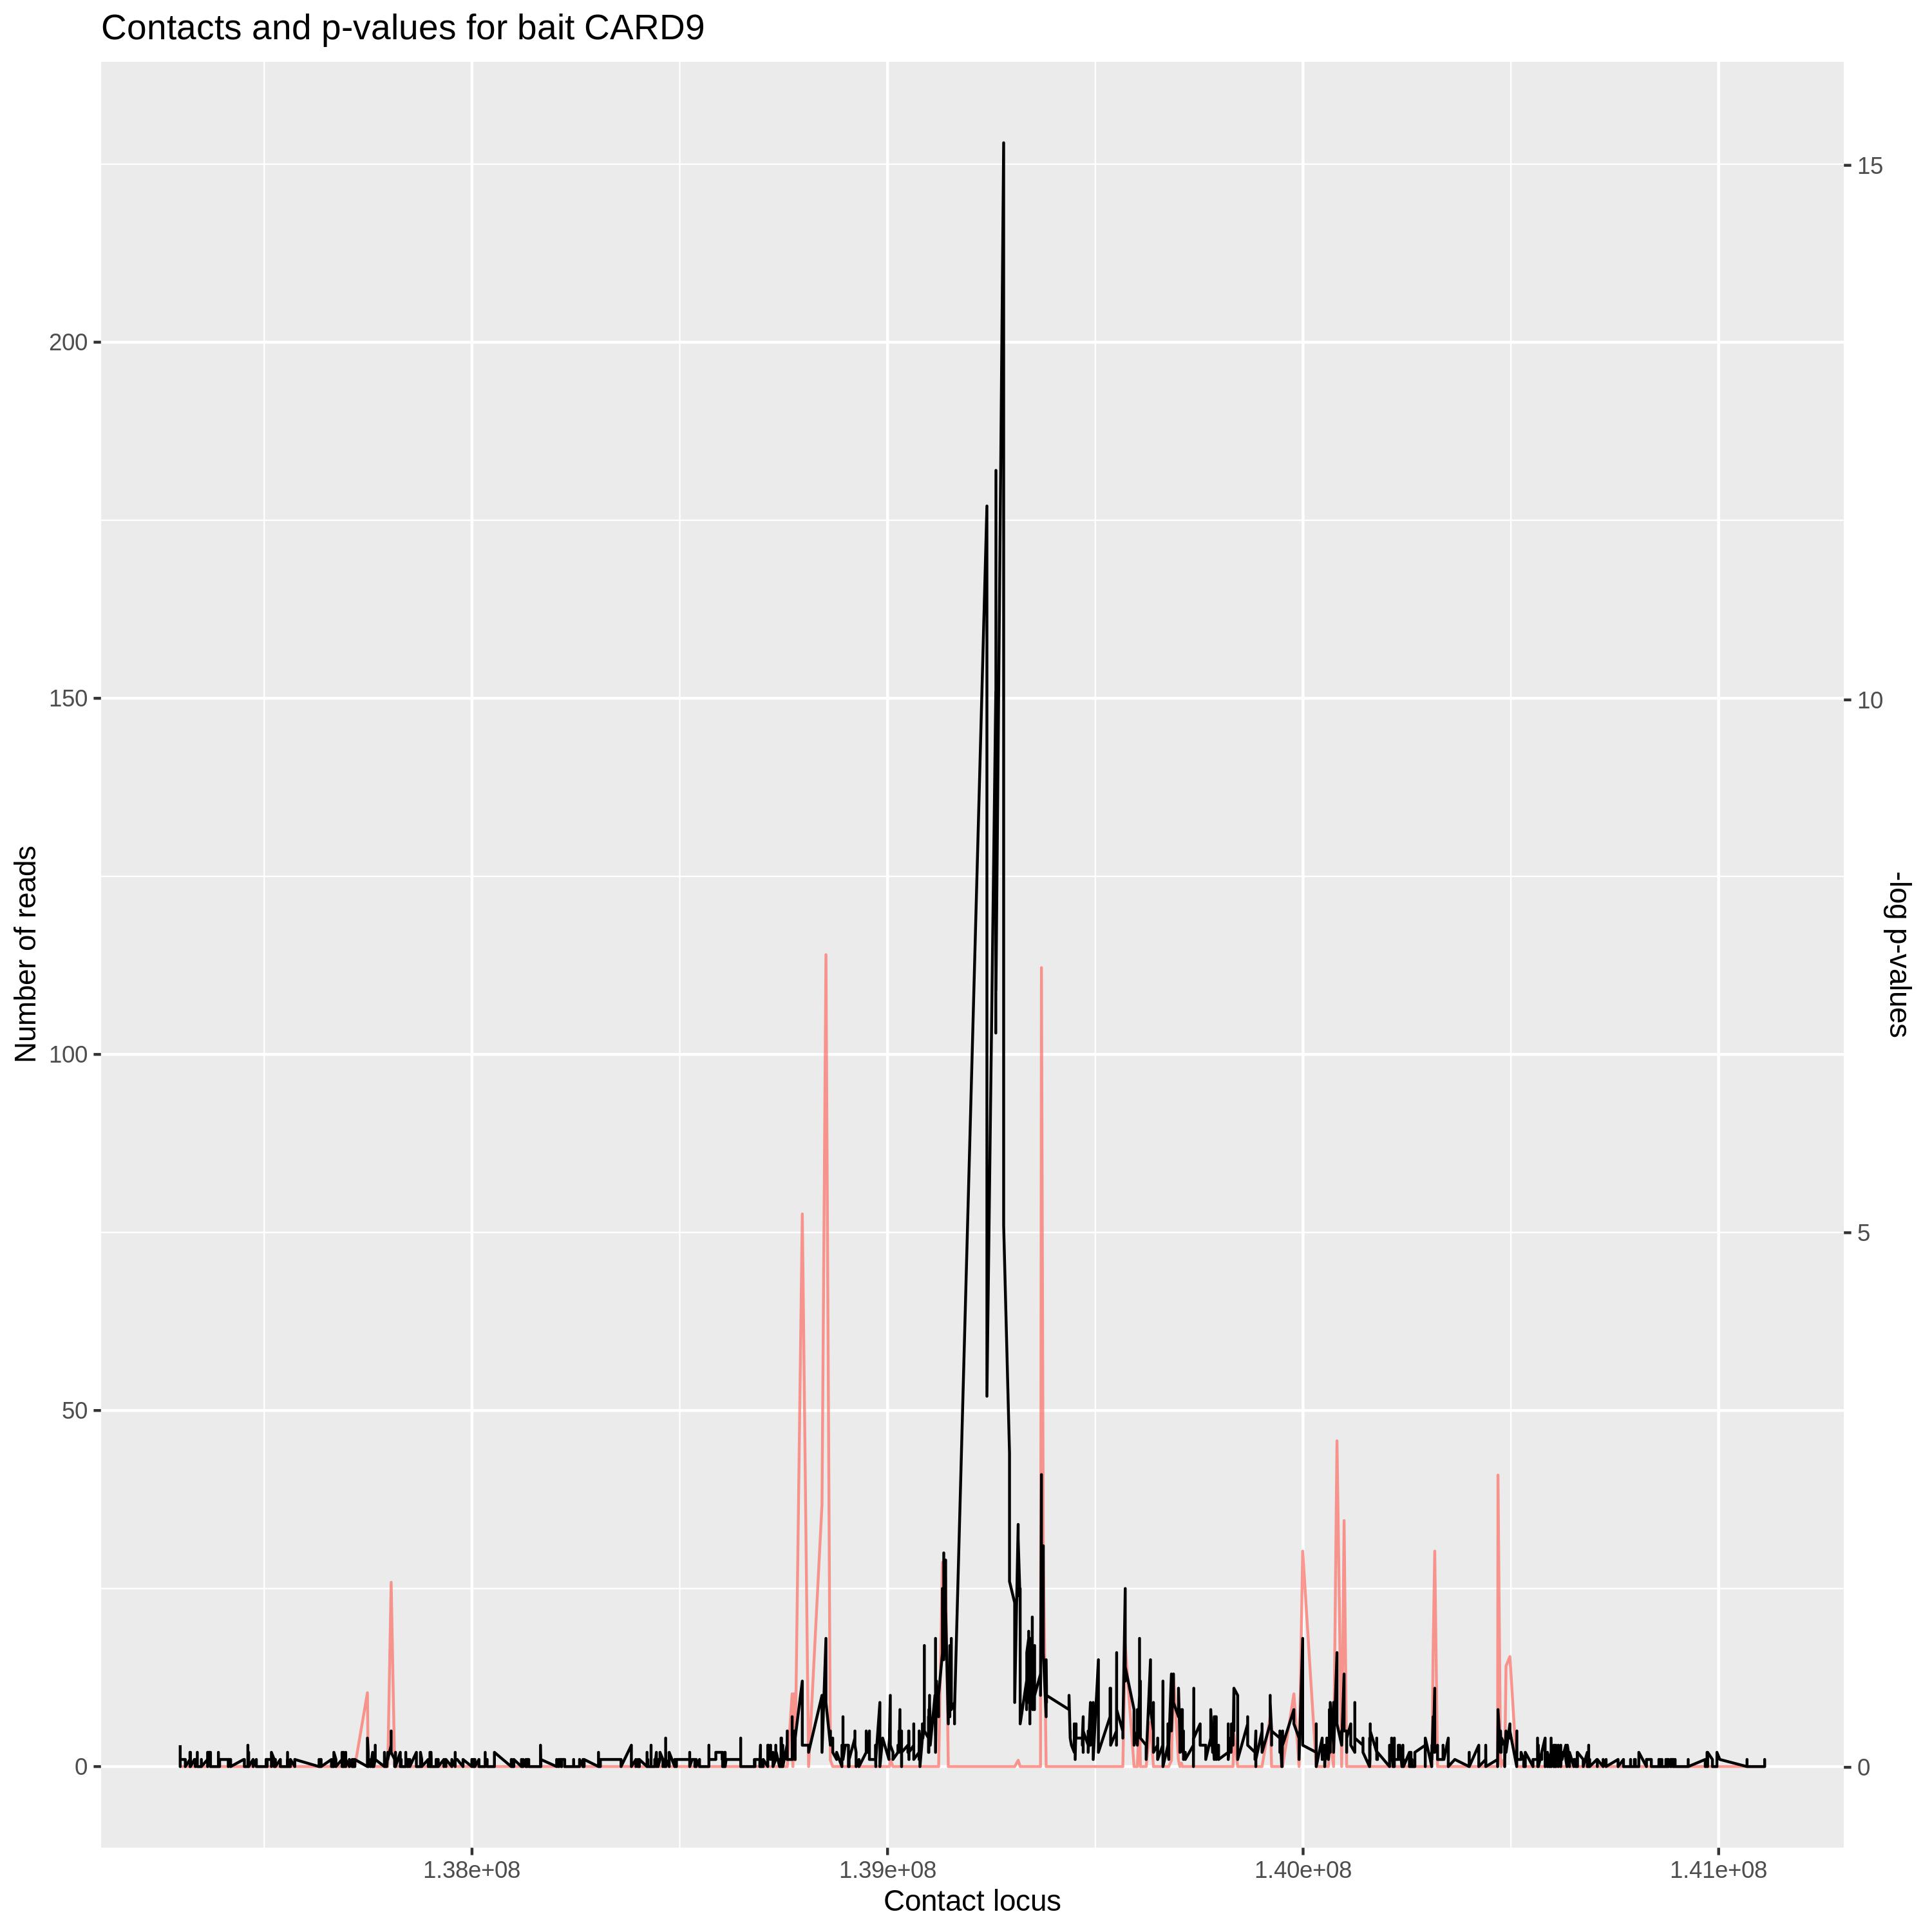 Contacts and p-values for bait CARD9
Number of reads
200
150
100
50
0
15
10
5
0
-log p-values
1.38e+08
1.39e+08
1.40e+08
1.41e+08
Contact locus